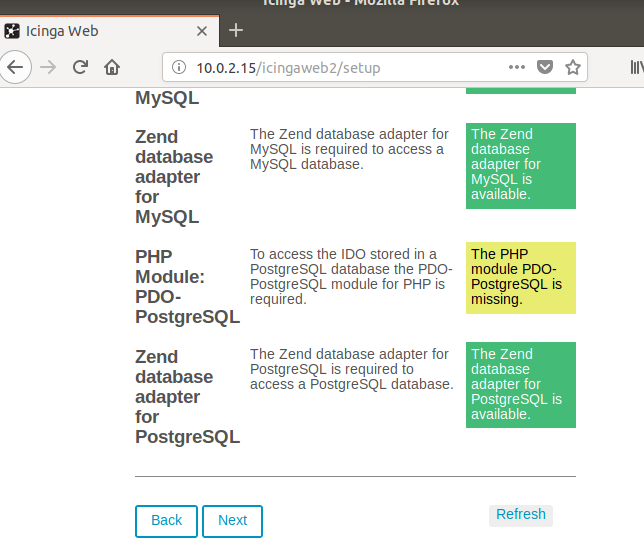 Icinga Web - Mozilla Firefox
Icinga Web
10.0.2.15/icingaweb2/setup
MySQL
Zend
database
adapter
for
MySQL
The Zend database adapter for
MySQL is required to access a
MySQL database.
The Zend
database
adapter for
MySQL is
available.
PHP
Module:
PDO-
PostgreSQL
To access the IDO stored in a
PostgreSQL database the PDO-
PostgreSQL module for PHP is
required.
The PHP
module PDO-
PostgreSQL is
missing.
Zend
database
adapter
for
PostgreSQL
The Zend database adapter for
PostgreSQL is required to
access a PostgreSQL database.
The Zend
database
adapter for
PostgreSQL is
available.
Back
Next
Refresh